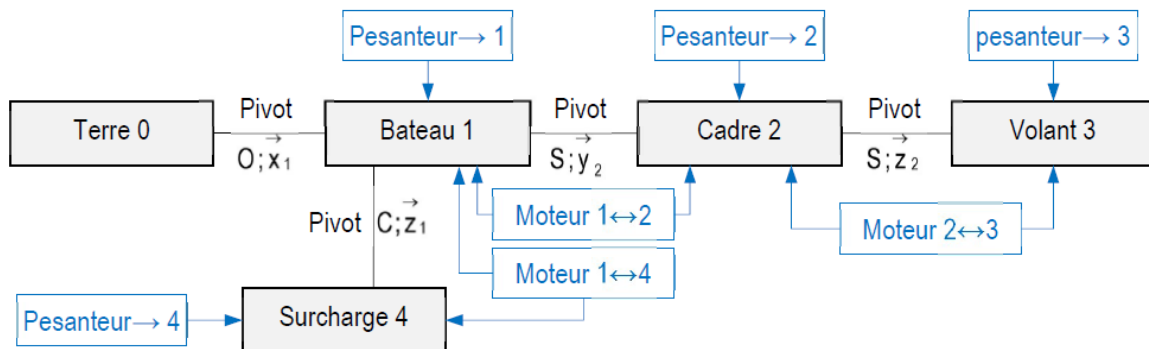 Pesanteur→ 1
Pesanteur→ 2
pesanteur→ 3
Terre 0
Pivot
O;x₁
Bateau 1
Pivot
S;y₂
Cadre 2
Pivot
S;z₂
Volant 3
Pivot C;z₁
Moteur 1↔2
Moteur 2↔3
Moteur 1↔4
Pesanteur→ 4
Surcharge 4